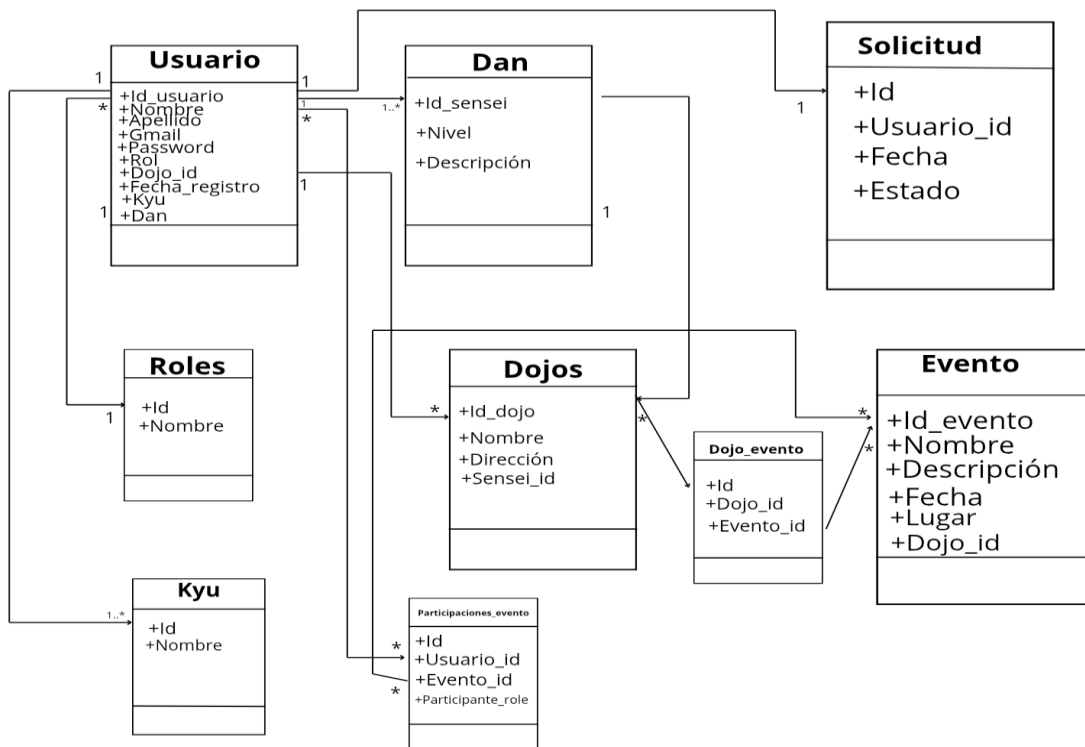 Usuario
+Id_usuario
+Nombre
+Apellido
+Gmail
+Password
+Rol
+Dojo_id
+Fecha_registro
+Kyu
+Dan
1
*
1
1
1
*
1
Dan
+Id_sensei
+Nivel
+Descripción
1..*
1
Solicitud
+Id
+Usuario_id
+Fecha
+Estado
1
Roles
+Id
+Nombre
1
Dojos
+Id_dojo
+Nombre
+Dirección
+Sensei_id
*
*
Dojo_evento
+Id
+Dojo_id
+Evento_id
Evento
+Id_evento
+Nombre
+Descripción
+Fecha
+Lugar
+Dojo_id
*
*
Kyu
+Id
+Nombre
1..*
Participaciones_evento
+Id
+Usuario_id
+Evento_id
+Participante_role
*
*